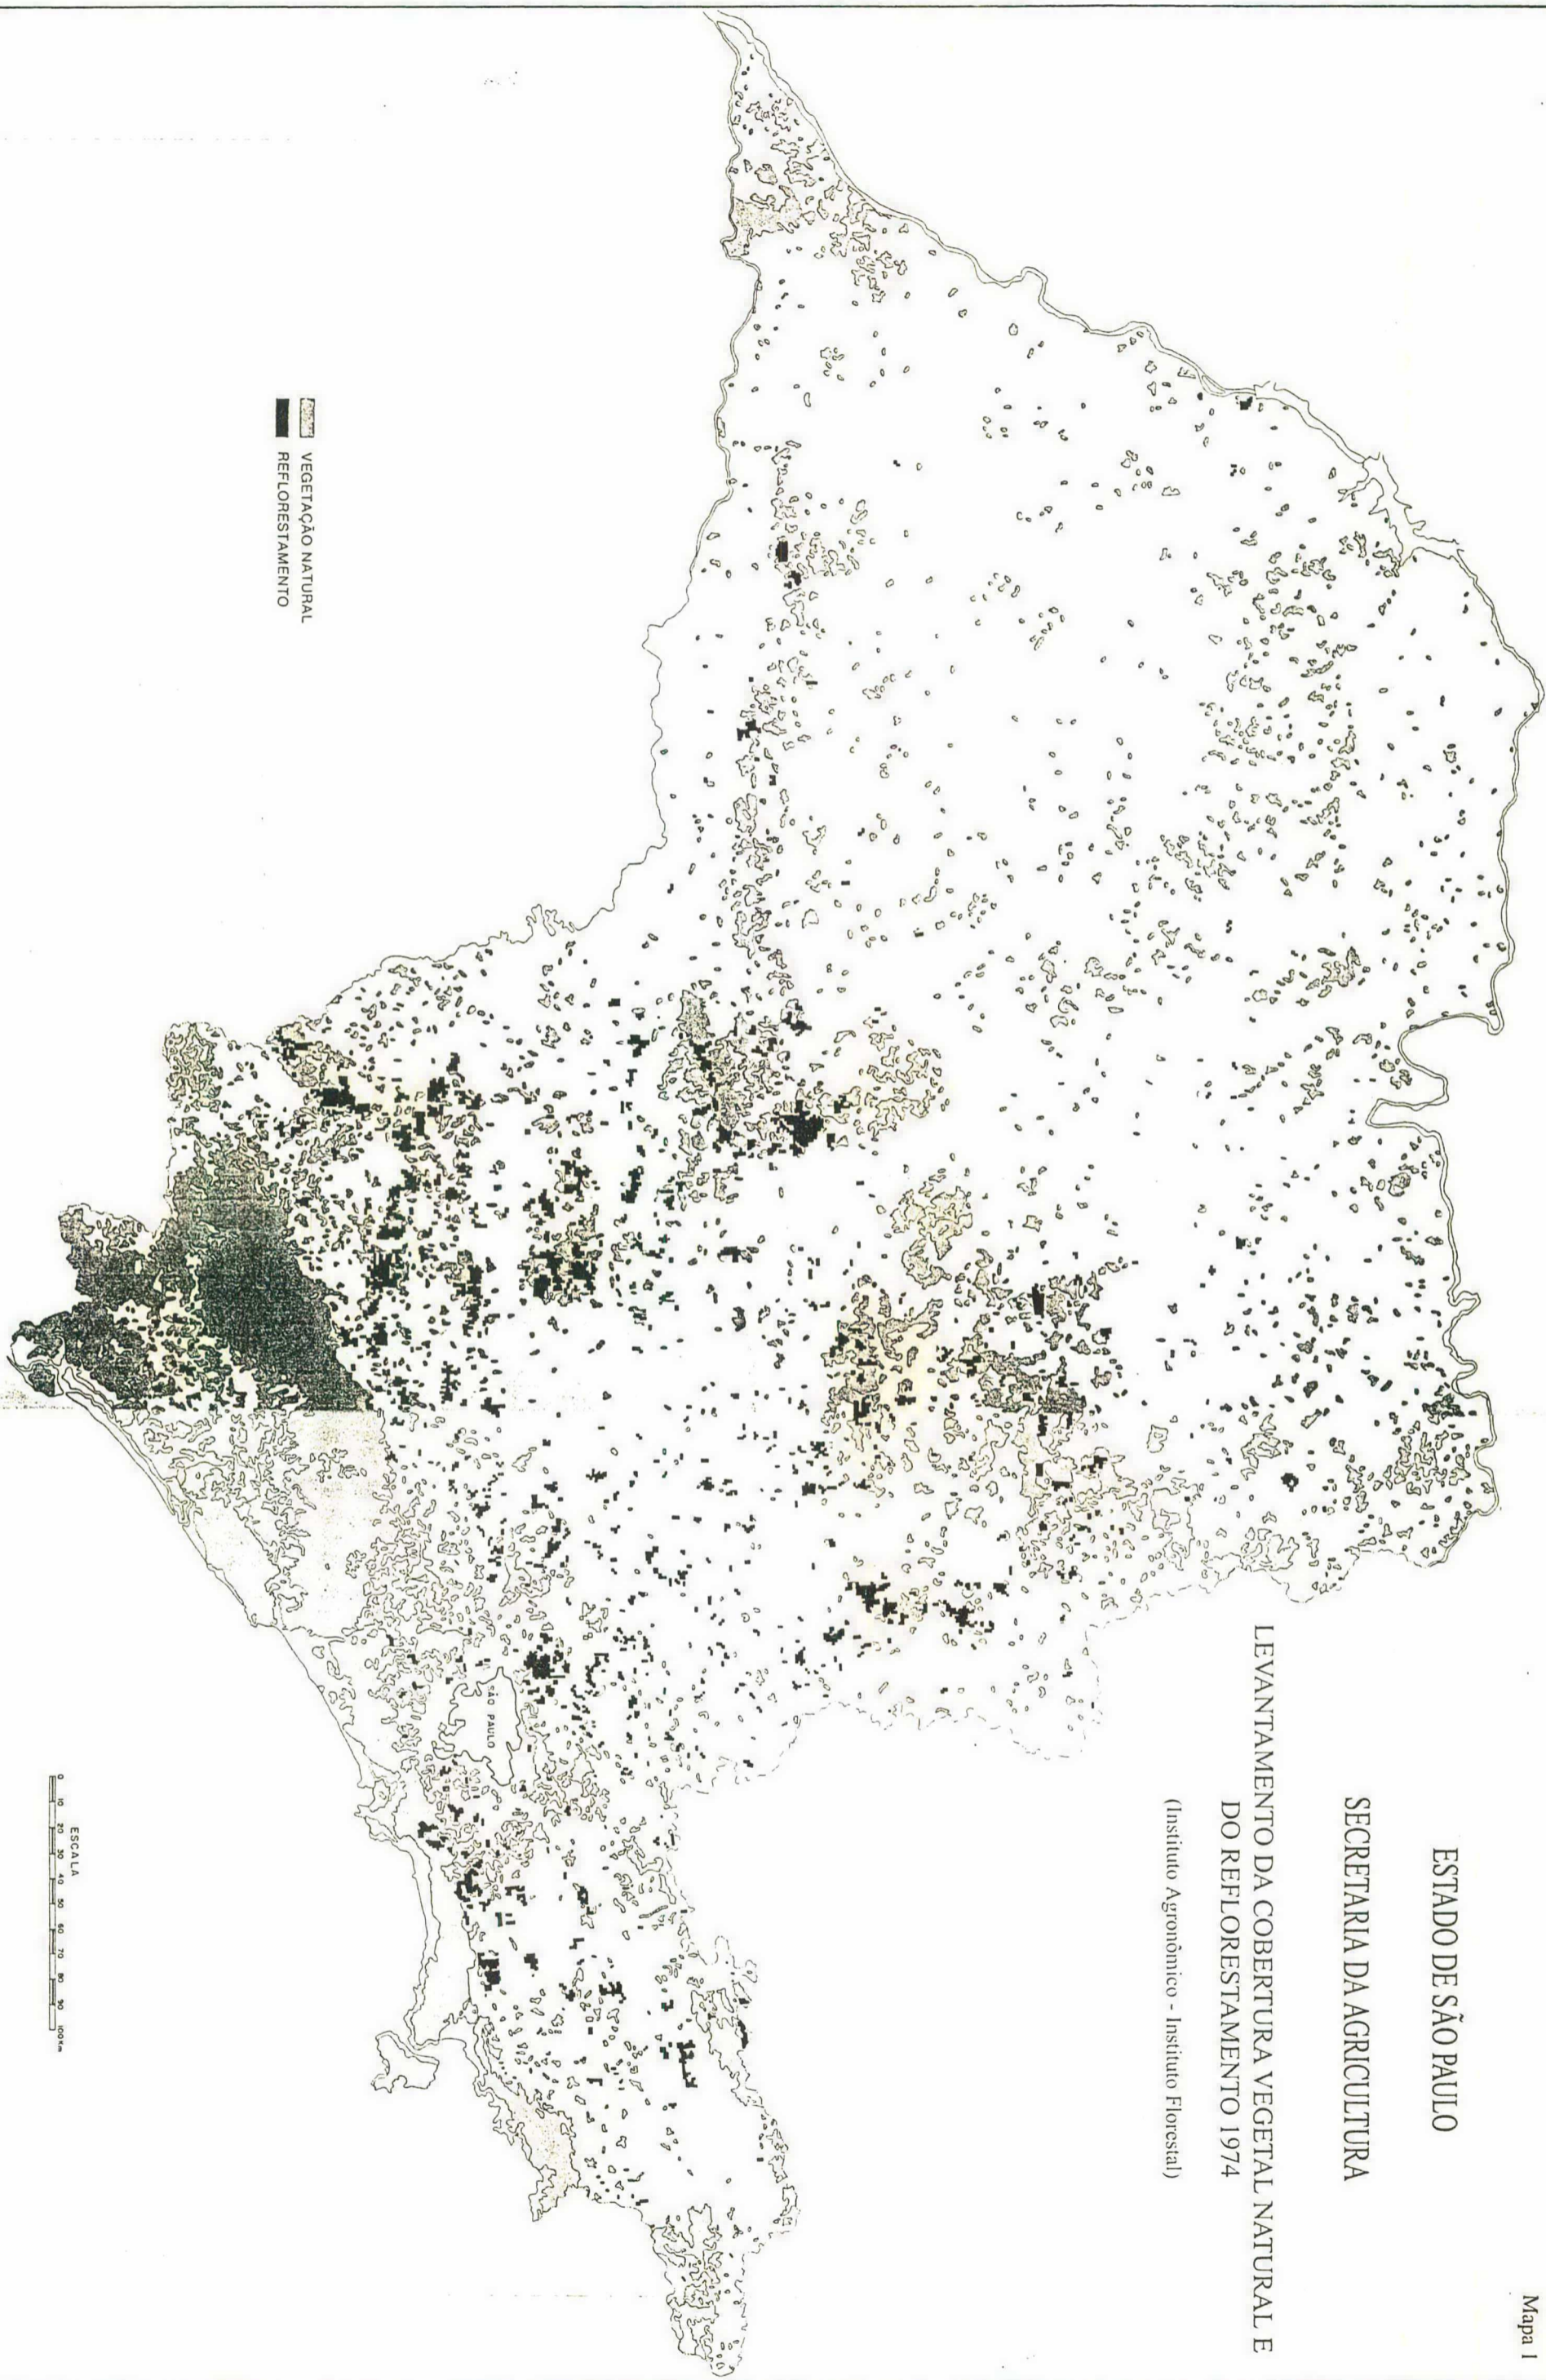 Mapa 1
ESTADO DE SÃO PAULO
SECRETARIA DA AGRICULTURA
LEVANTAMENTO DA COBERTURA VEGETAL NATURAL E
DO REFLORESTAMENTO 1974
(Instituto Agronômico - Instituto Florestal)
SÃO PAULO
VEGETAÇÃO NATURAL
REFLORESTAMENTO
ESCALA
0 10 20 30 40 50 60 70 80 90 100Km